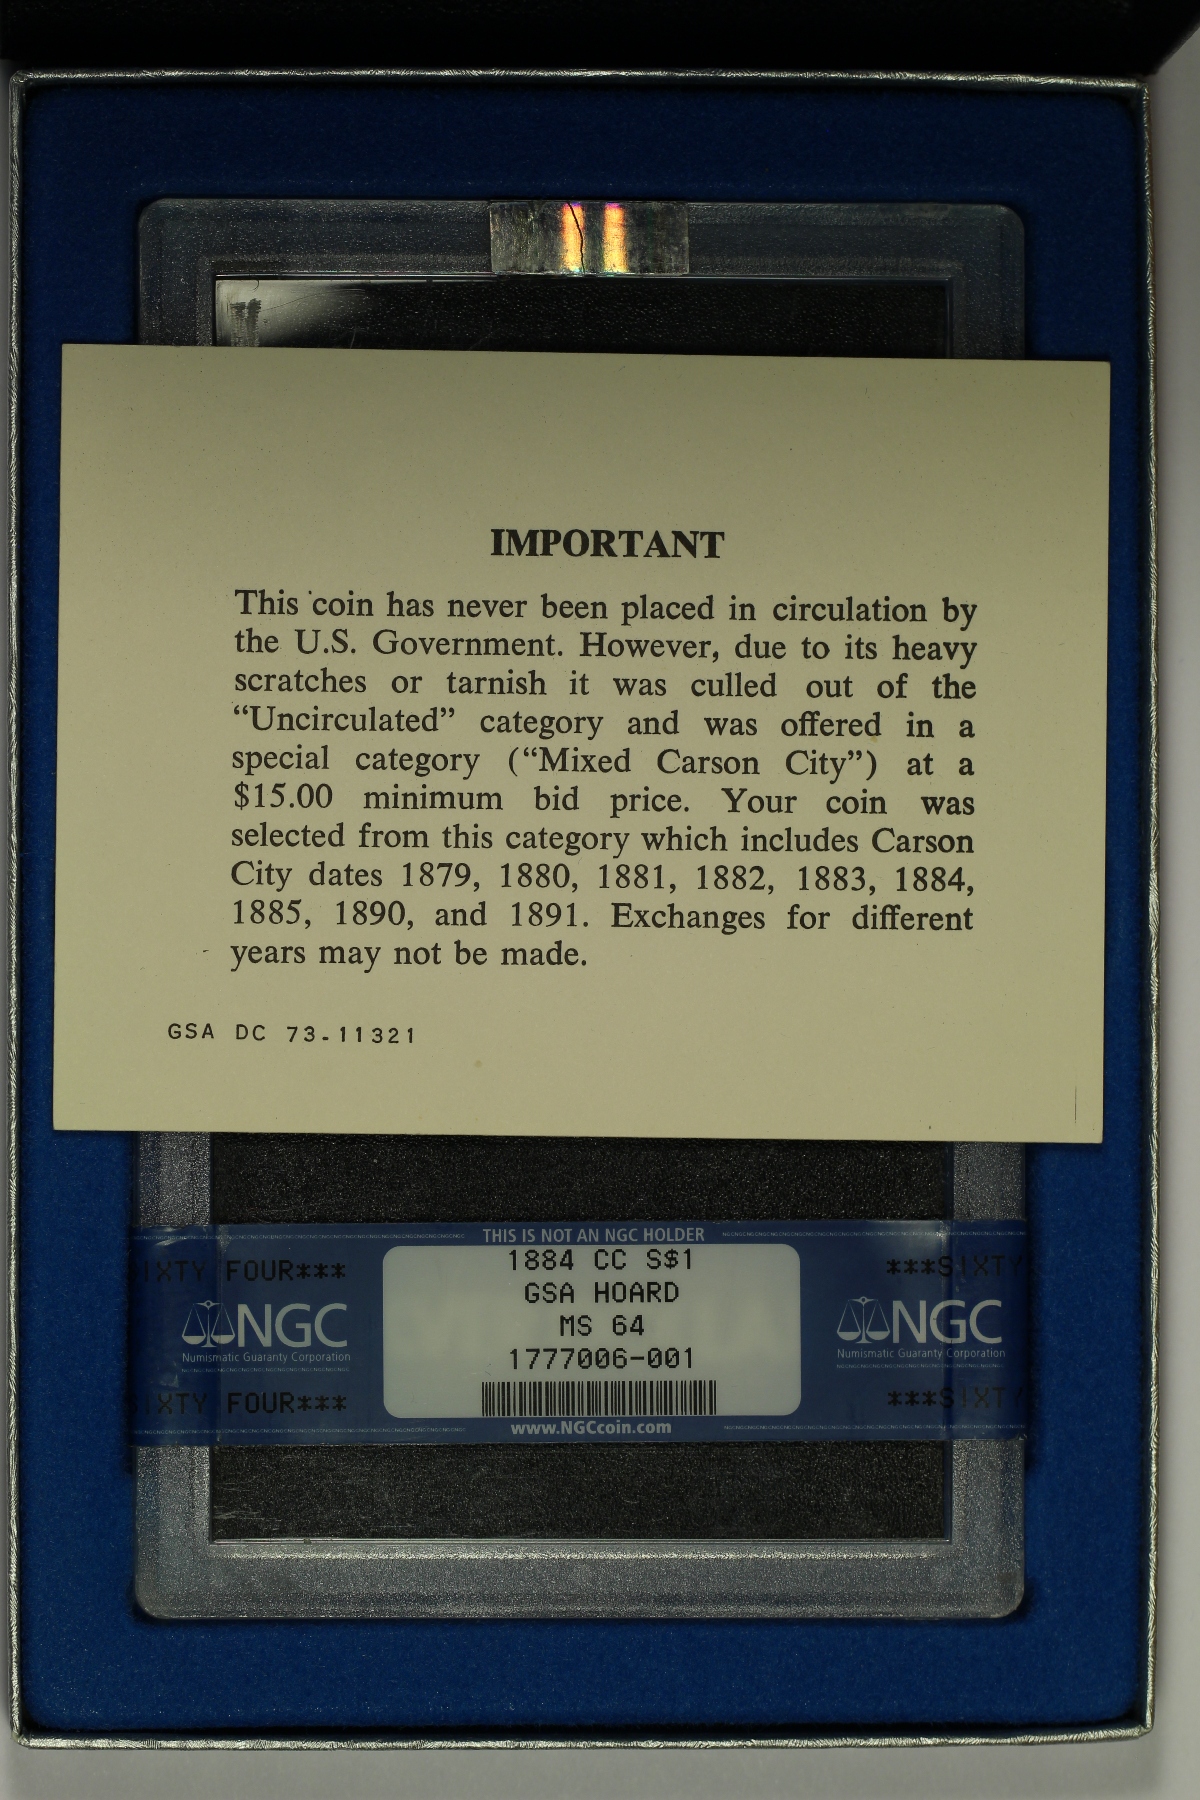 IMPORTANT
This coin has never been placed in circulation by
the U.S. Government. However, due to its heavy
scratches or tarnish it was culled out of the
“Uncirculated” category and was offered in a
special category (“Mixed Carson City”) at a
$15.00 minimum bid price. Your coin was
selected from this category which includes Carson
City dates 1879, 1880, 1881, 1882, 1883, 1884,
1885, 1890, and 1891. Exchanges for different
years may not be made.
GSA DC 73-11321
THIS IS NOT AN NGC HOLDER
1884 CC S$1
GSA HOARD
MS 64
1777006-001
www.NGCcoin.com
IXTY FOUR***
NGC
Numismatic Guaranty Corporation
IXTY FOUR***
***SIXTY
NGC
Numismatic Guaranty Corporation
***SIXTY